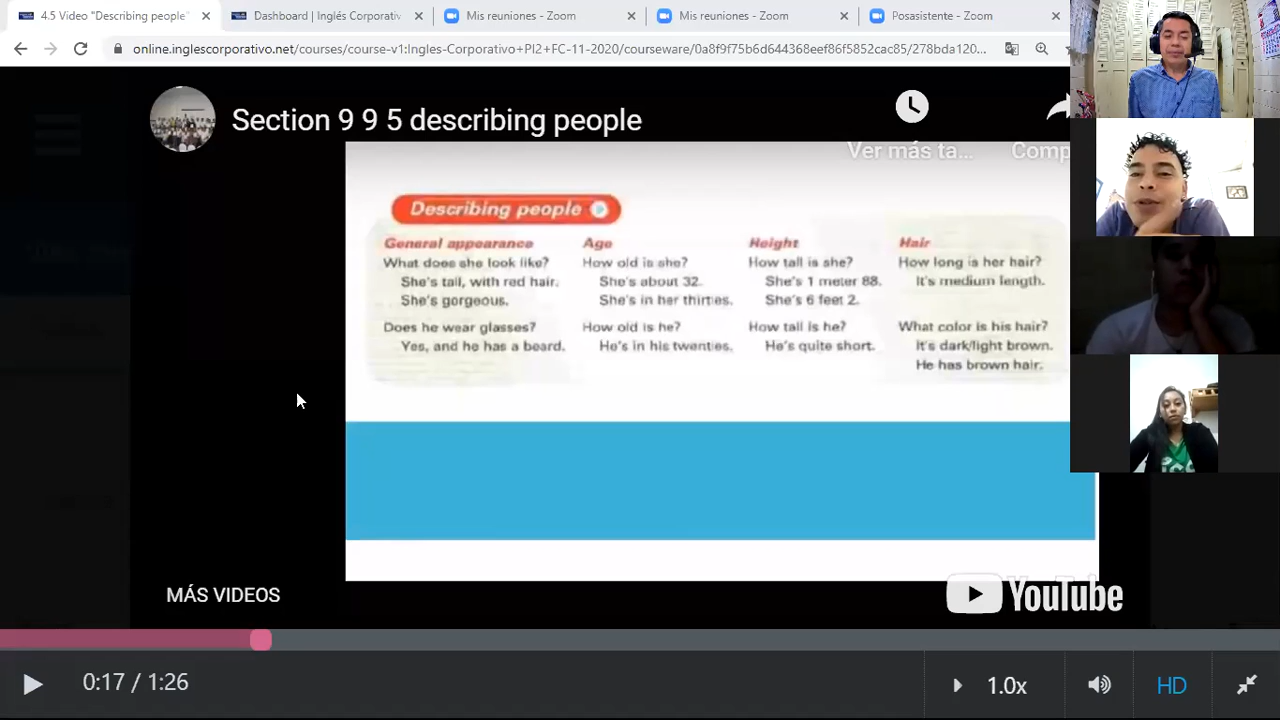 4.5 Video "Describing people"
Dashboard | Inglés Corporativ
Mis reuniones - Zoom
Mis reuniones - Zoom
Posasistente - Zoom
online.inglescorporativo.net/courses/course-v1:Ingles-Corporativo+PI2+FC-11-2020/courseware/0a8f9f75b6d644368eef86f5852cac85/278bda120...
Section 9 9 5 describing people
Ver más ta...
Comp
Describing people
General appearance
What does she look like?
She's tall, with red hair.
She's gorgeous.
Does he wear glasses?
Yes, and he has a beard.
Age
How old is she?
She's about 32.
She's in her thirties.
How old is he?
He's in his twenties.
Height
How tall is she?
She's 1 meter 88.
She's 6 feet 2.
How tall is he?
He's quite short.
Hair
How long is her hair?
It's medium length.
What color is his hair?
It's dark/light brown.
He has brown hair.
MÁS VIDEOS
YouTube
0:17 / 1:26
1.0x
HD